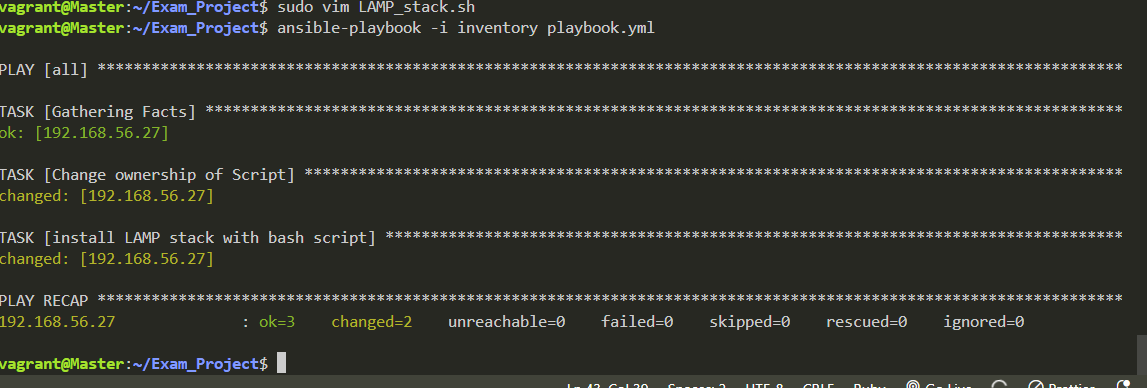 vagrant@Master:~/Exam_Project$ sudo vim LAMP_stack.sh
vagrant@Master:~/Exam_Project$ ansible-playbook -i inventory playbook.yml
PLAY [all] ******************************************************************************************************************
TASK [Gathering Facts] ******************************************************************************************************
ok: [192.168.56.27]
TASK [Change ownership of Script] *******************************************************************************************
changed: [192.168.56.27]
TASK [install LAMP stack with bash script] **********************************************************************************
changed: [192.168.56.27]
PLAY RECAP ******************************************************************************************************************
192.168.56.27 : ok=3 changed=2 unreachable=0 failed=0 skipped=0 rescued=0 ignored=0
vagrant@Master:~/Exam_Project$